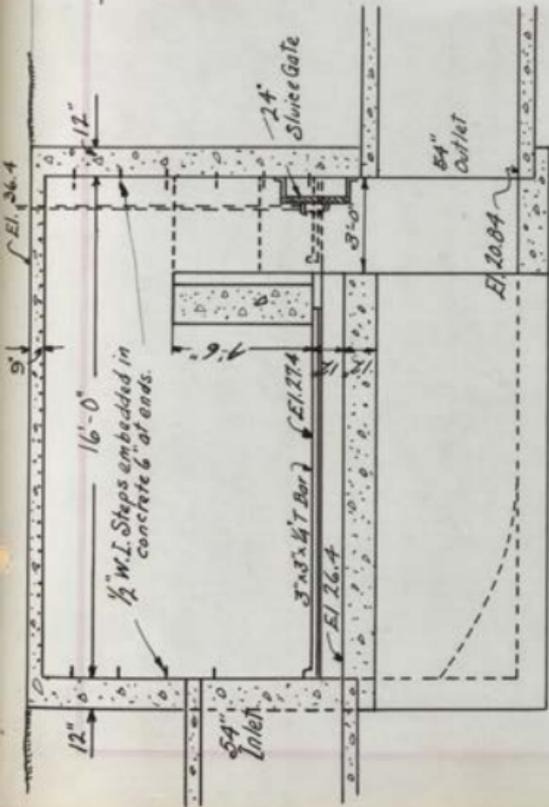 El. 36.4
9"
12"
16'-0"
12"
½" W.I. Steps embedded in
concrete 6" at ends.
24"
Sluice Gate
4'-6"
3'-0"
54"
Outlet
3"x3"x¼" T Bar
El. 27.4
El. 26.4
54"
Inlet
El. 20.84